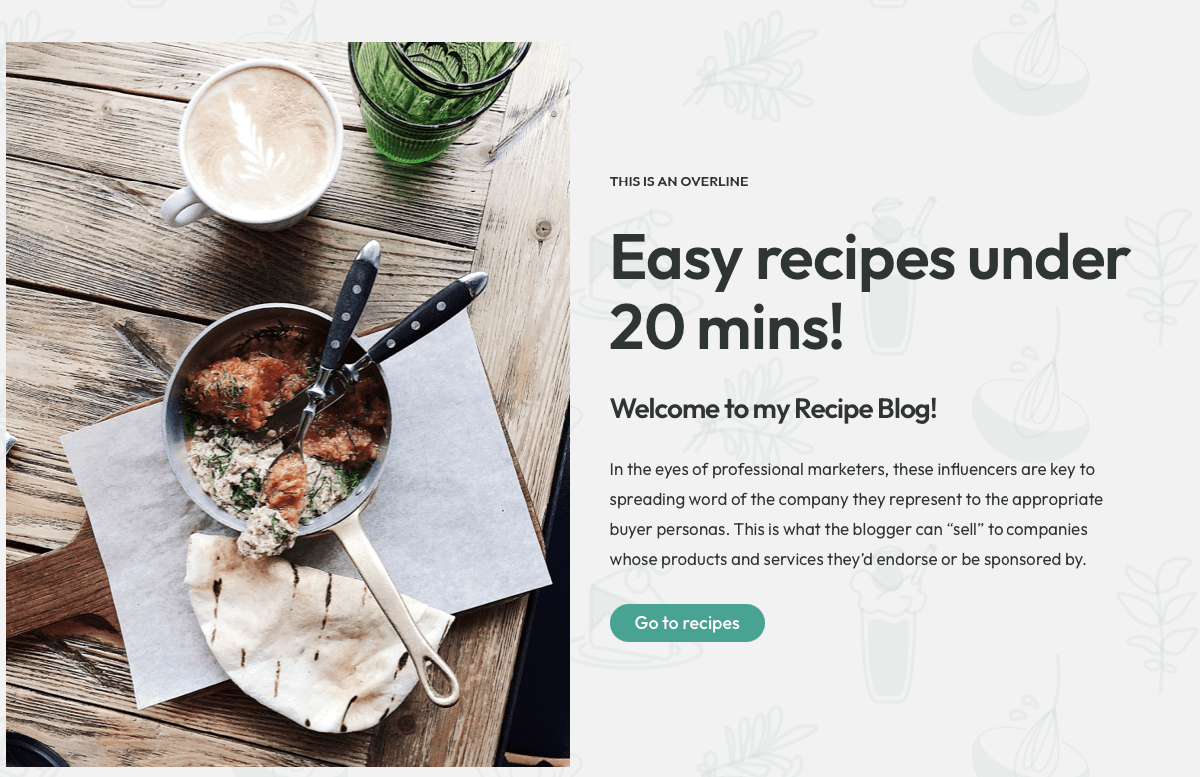 THIS IS AN OVERLINE
Easy recipes under
20 mins!
Welcome to my Recipe Blog!
In the eyes of professional marketers, these influencers are key to
spreading word of the company they represent to the appropriate
buyer personas. This is what the blogger can “sell” to companies
whose products and services they’d endorse or be sponsored by.
Go to recipes